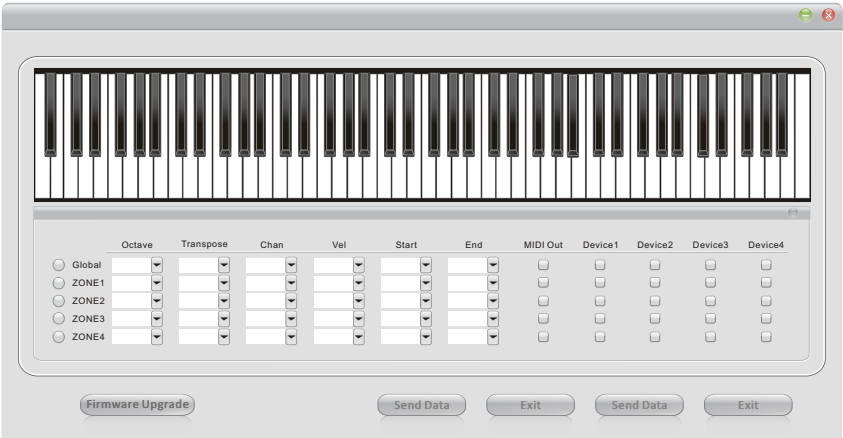 Octave Transpose Chan Vel Start End MIDI Out Device1 Device2 Device3 Device4
Global
ZONE1
ZONE2
ZONE3
ZONE4
Firmware Upgrade Send Data Exit Send Data Exit